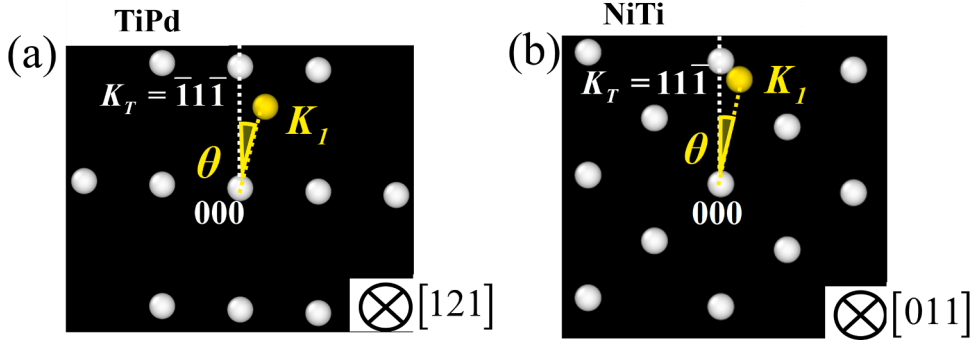 TiPd
(a)
K_T = 1̅11̅
K_1
θ
000
[121]
NiTi
(b)
K_T = 111̅
K_1
θ
000
[011]